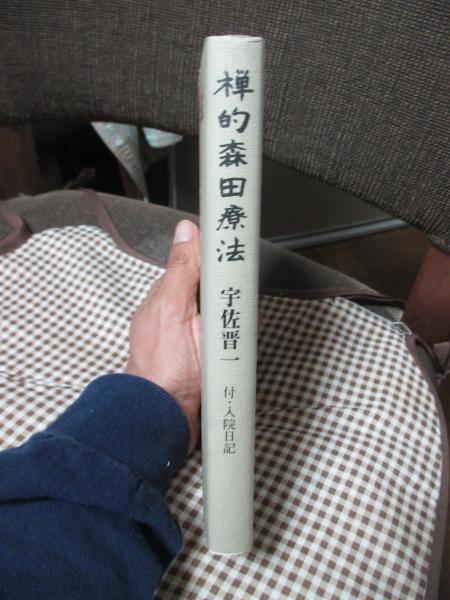 禅的森田療法
宇佐晋一
付・入院日記